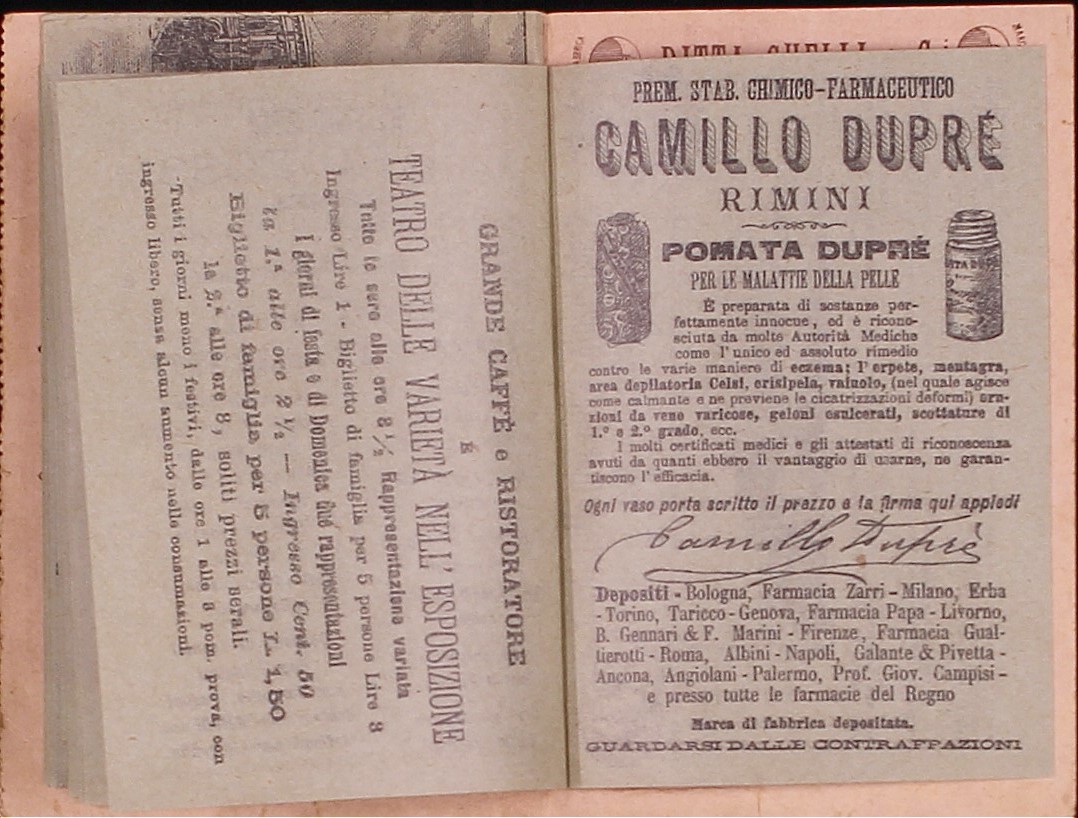 GRANDE CAFFÈ e RISTORATORE
E
TEATRO DELLE VARIETÀ NELL' ESPOSIZIONE
Tutte le sere alle ore 8 ½ Rappresentazione variata
Ingresso Lire 1 - Biglietto di famiglia per 5 persone Lire 3
I giorni di festa e di Domenica due rappresentazioni
la 1.ª alle ore 2 ½ — Ingresso Cent. 50
Biglietto di famiglia per 5 persone L. 1,50
la 2.ª alle ore 8, soliti prezzi serali.
-Tutti i giorni meno i festivi, dalle ore 1 alle 3 pom. prova, con
ingresso libero, senza alcun aumento nelle consumazioni.
DITTA GHELLI
PREM. STAB. CHIMICO-FARMACEUTICO
CAMILLO DUPRÉ
RIMINI
POMATA DUPRÉ
PER LE MALATTIE DELLA PELLE
È preparata di sostanze per-
fettamente innocue, ed è ricono-
sciuta da molte Autorità Mediche
come l'unico ed assoluto rimedio
contro le varie maniere di eczema; l'erpete, mentagra,
area depilatoria Celsi, erisipela, vainolo, (nel quale agisce
come calmante e ne previene le cicatrizzazioni deformi) ero-
zioni da vene varicose, geloni esulcerati, scottature di
1.º e 2.º grado, ecc.
I molti certificati medici e gli attestati di riconoscenza
avuti da quanti ebbero il vantaggio di usarne, ne garan-
tiscono l'efficacia.
Ogni vaso porta scritto il prezzo e la firma qui appiedi
Camillo Duprè
Depositi - Bologna, Farmacia Zarri - Milano, Erba
- Torino, Taricco - Genova, Farmacia Papa - Livorno,
B. Gennari & F. Marini - Firenze, Farmacia Gual-
tierotti - Roma, Albini - Napoli, Galante & Pivetta -
Ancona, Angiolani - Palermo, Prof. Giov. Campisi -
e presso tutte le farmacie del Regno
Marca di fabbrica depositata.
GUARDARSI DALLE CONTRAFFAZIONI